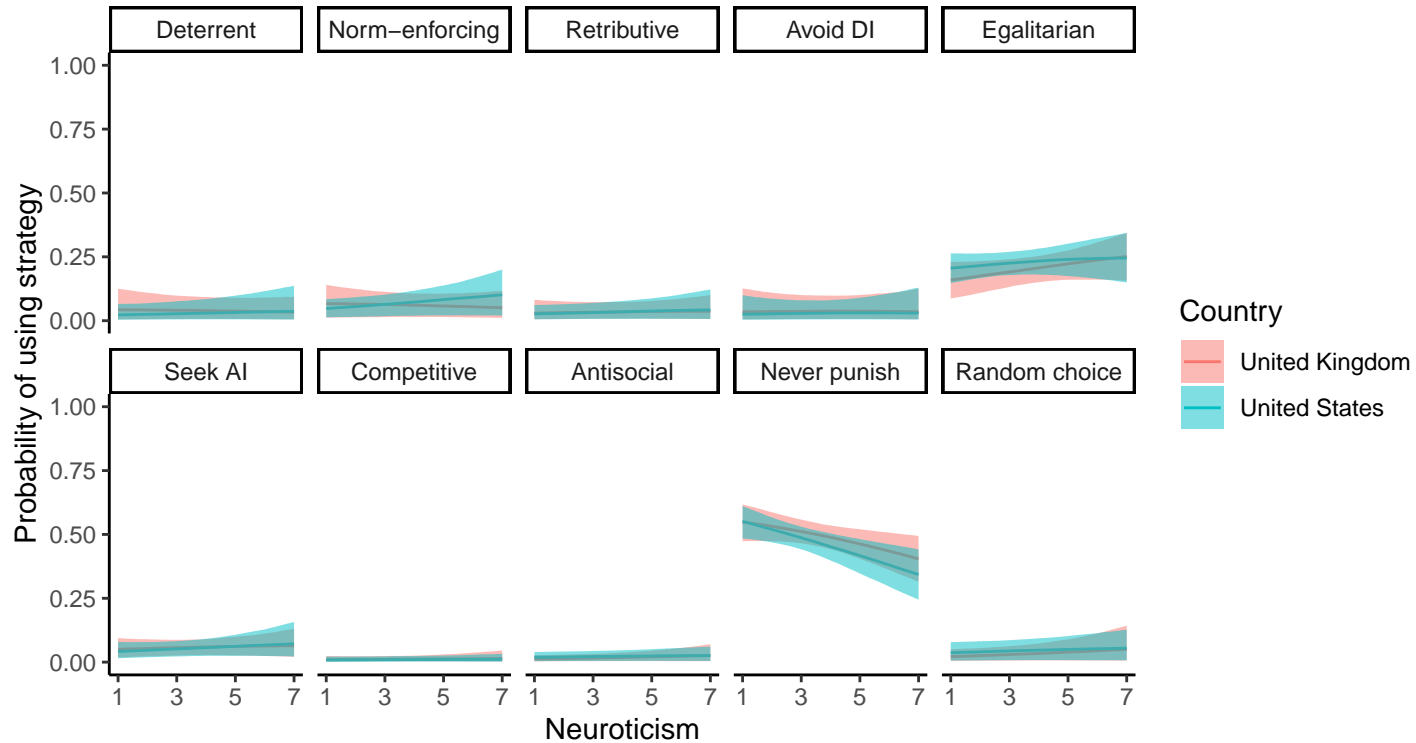 Deterrent Norm−enforcing Retributive Avoid DI Egalitarian
1.00
0.75
0.50
0.25
0.00
Seek AI Competitive Antisocial Never punish Random choice
1.00
0.75
0.50
0.25
0.00
1 3 5 7 1 3 5 7 1 3 5 7 1 3 5 7 1 3 5 7
Neuroticism
Probability of using strategy
Country
United Kingdom
United States